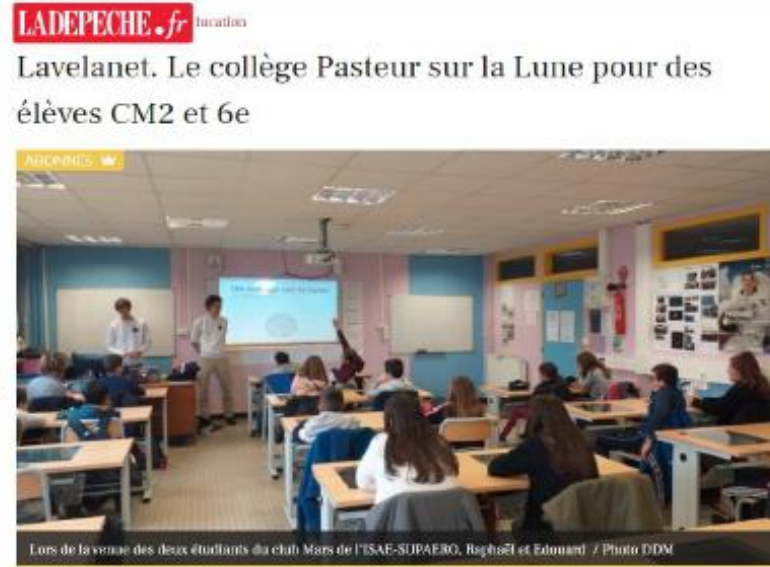 LADEPECHE.fr
Lavelanet. Le collège Pasteur sur la Lune pour des
élèves CM2 et 6e
ABONNÉS
Lors de la venue des deux étudiants du club Mars de l'ISAE-SUPAERO, Raphaël et Edouard / Photo DDM